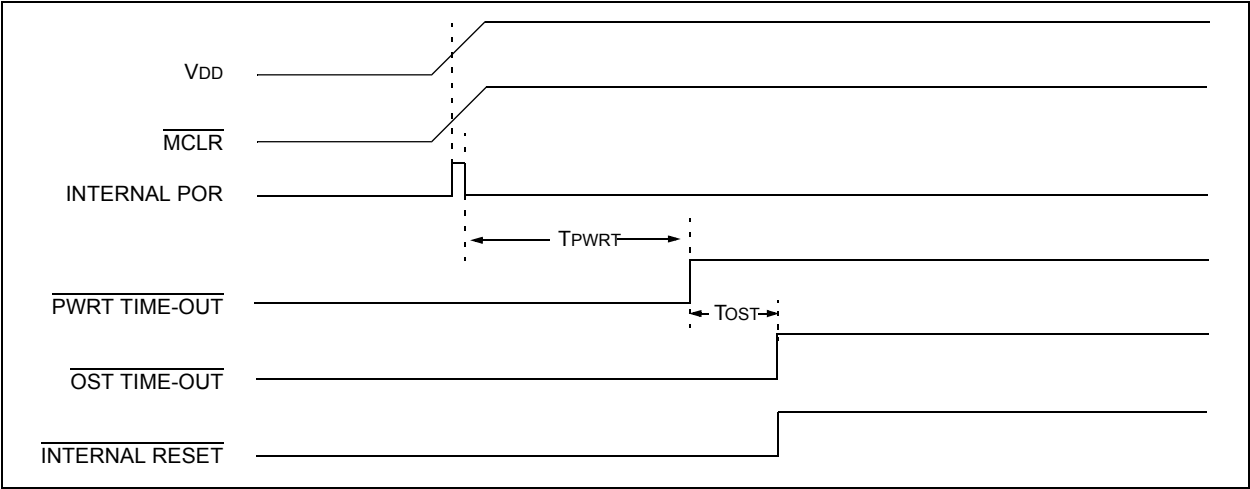 VDD
MCLR
INTERNAL POR
TPWRT
PWRT TIME-OUT
TOST
OST TIME-OUT
INTERNAL RESET